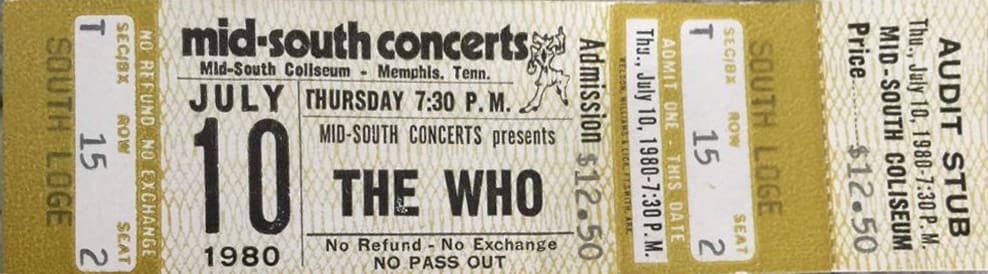 SOUTH LOGE
SEC/BX ROW SEAT
T 15 2
NO REFUND NO EXCHANGE
mid-south concerts
Mid-South Coliseum - Memphis, Tenn.
JULY
10
1980
THURSDAY 7:30 P.M.
MID-SOUTH CONCERTS presents
THE WHO
No Refund - No Exchange
NO PASS OUT
Admission $12.50
Thu., July 10, 1980-7:30 P.M.
ADMIT ONE - THIS DATE
SEC/BX ROW SEAT
T 15 2
SOUTH LOGE
AUDIT STUB
Thu., July 10, 1980-7:30 P.M.
MID-SOUTH COLISEUM
Price........$12.50